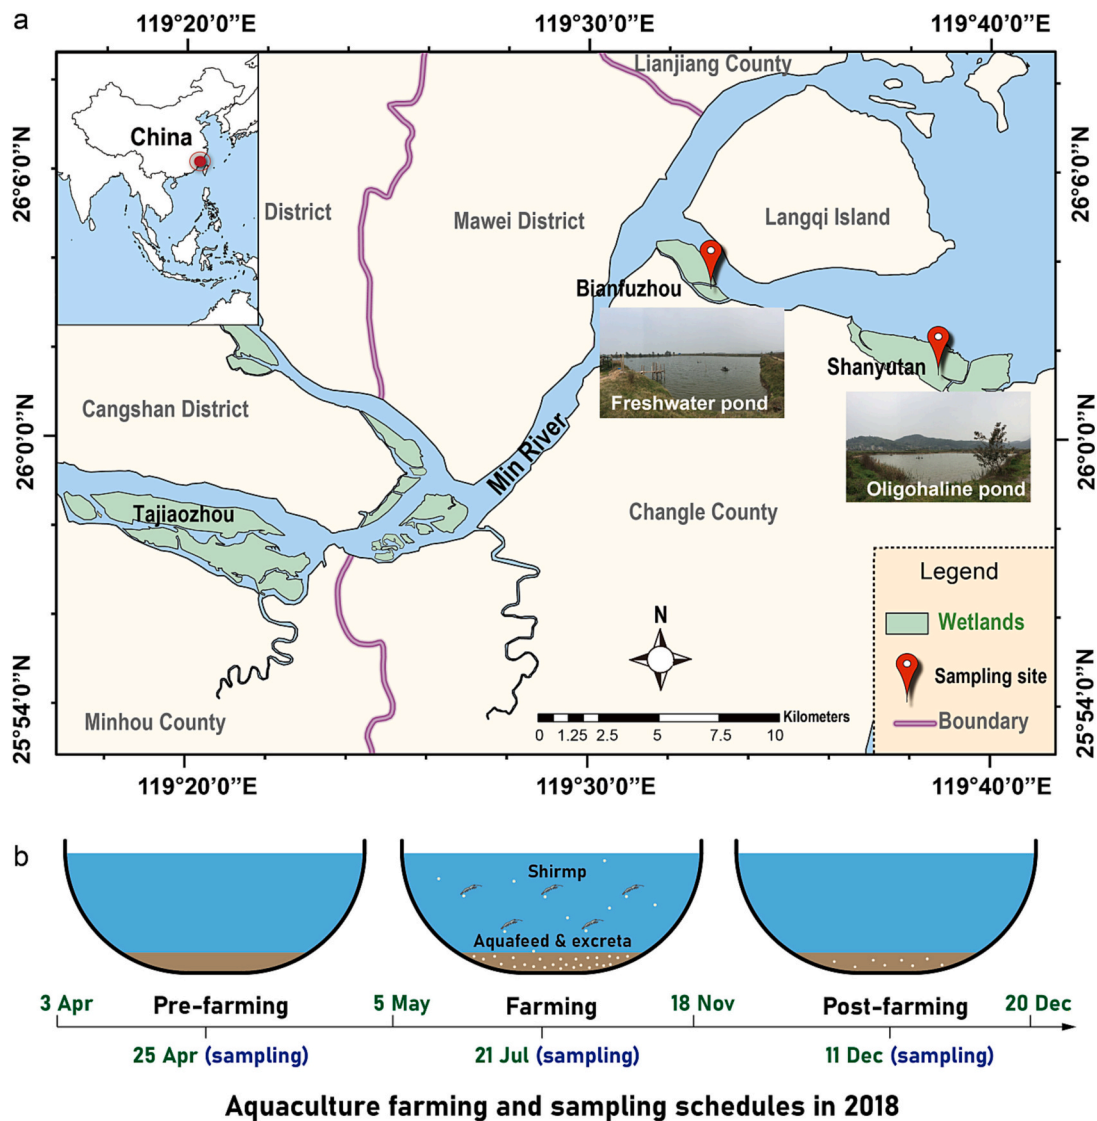 a
119°20’0”E
119°30’0”E
119°40’0”E
Lianjiang County
China
26°6’0”N
26°6’0”N
District
Mawei District
Langqi Island
Bianfuzhou
Shanyutan
Freshwater pond
Cangshan District
26°0’0”N
26°0’0”N
Min River
Oligohaline pond
Tajiaozhou
Changle County
Legend
Wetlands
Sampling site
Boundary
N
25°54’0”N
25°54’0”N
Minhou County
Kilometers
0 1.25 2.5 5 7.5 10
119°20’0”E
119°30’0”E
119°40’0”E
b
Shirmp
Aquafeed & excreta
3 Apr Pre-farming 5 May Farming 18 Nov Post-farming 20 Dec
25 Apr (sampling) 21 Jul (sampling) 11 Dec (sampling)
Aquaculture farming and sampling schedules in 2018